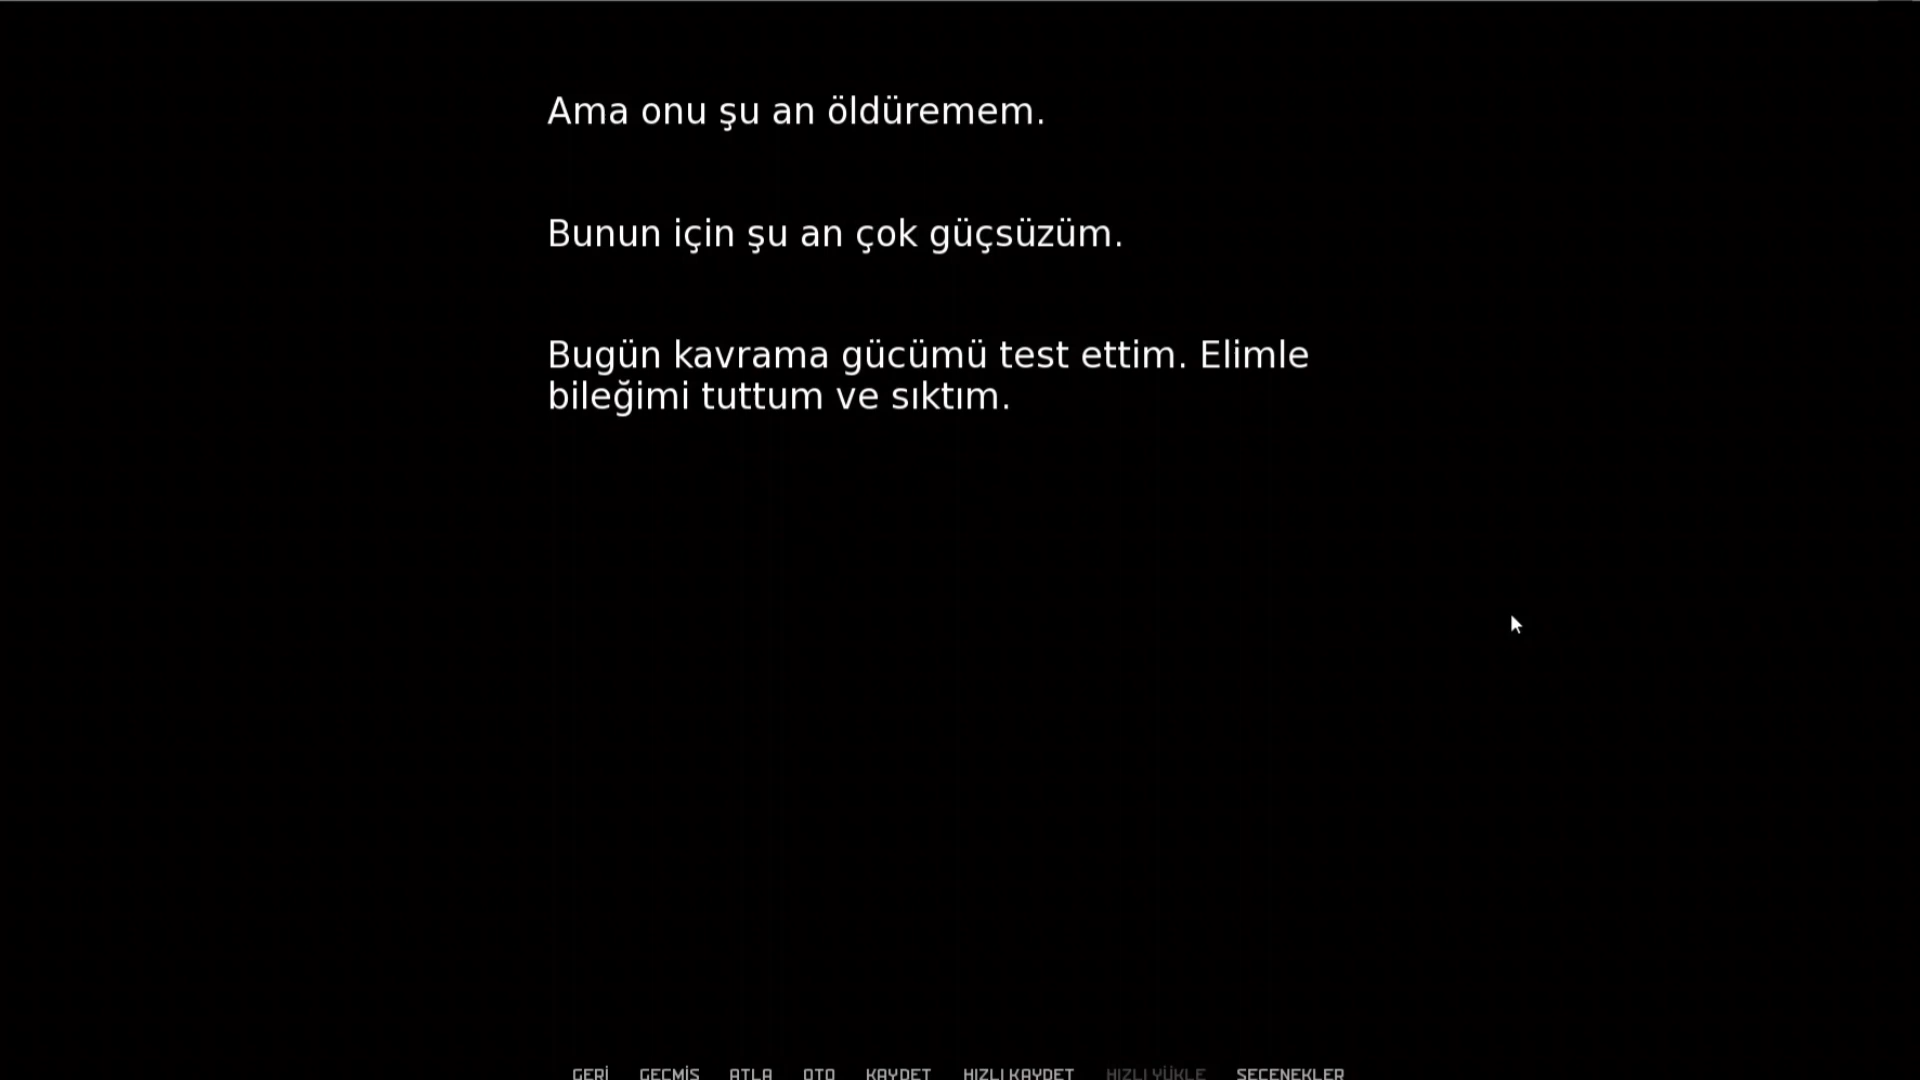 Ama onu şu an öldüremem.
Bunun için şu an çok güçsüzüm.
Bugün kavrama gücümü test ettim. Elimle
bileğimi tuttum ve sıktım.
GERİ GEÇMİŞ ATLA OTO KAYDET HIZLI KAYDET HIZLI YÜKLE SEÇENEKLER